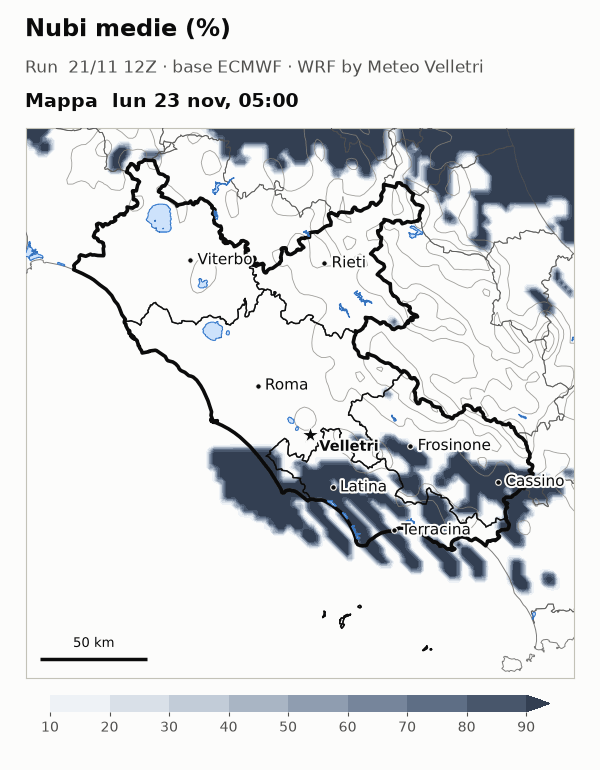 Nubi medie (%)
Run  21/11 12Z · base ECMWF · WRF by Meteo Velletri
Mappa  lun 23 nov, 05:00
Viterbo
Rieti
Roma
Velletri
Frosinone
Cassino
Latina
Terracina
50 km
10 20 30 40 50 60 70 80 90